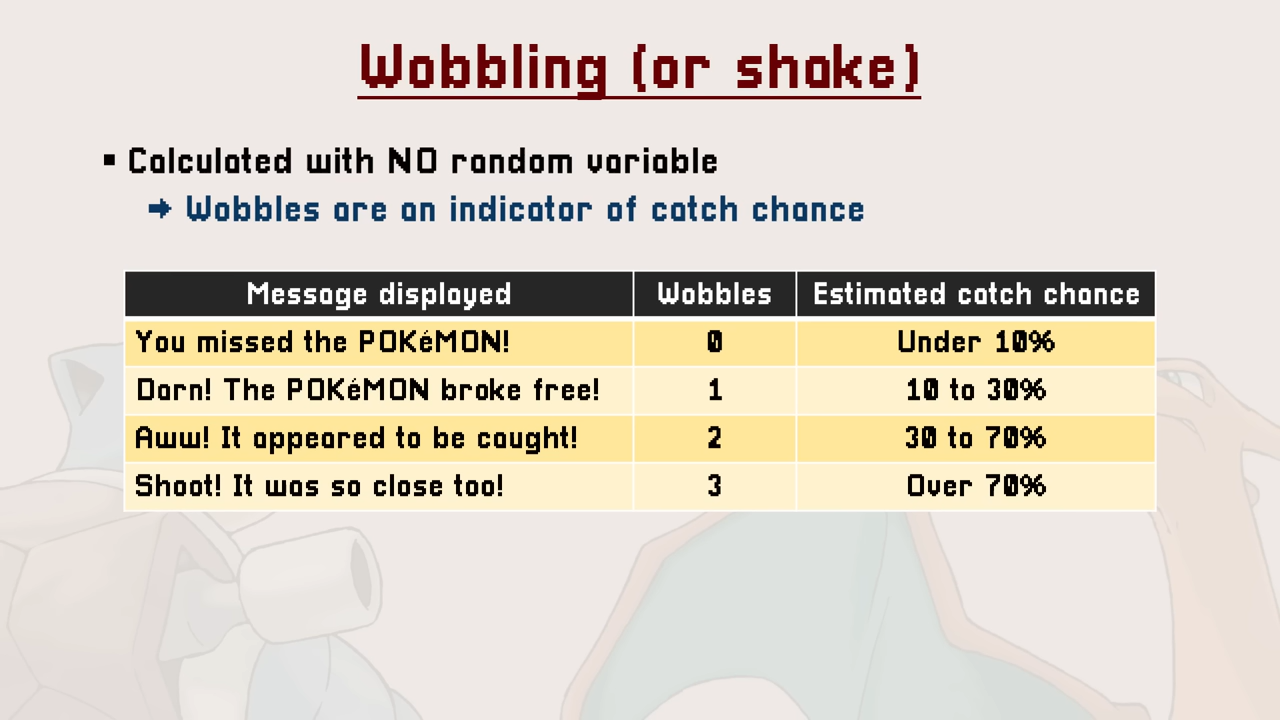 Wobbling (or shake)
▪ Calculated with NO random variable
➡ Wobbles are an indicator of catch chance
Message displayed Wobbles Estimated catch chance
You missed the POKéMON! 0 Under 10%
Darn! The POKéMON broke free! 1 10 to 30%
Aww! It appeared to be caught! 2 30 to 70%
Shoot! It was so close too! 3 Over 70%